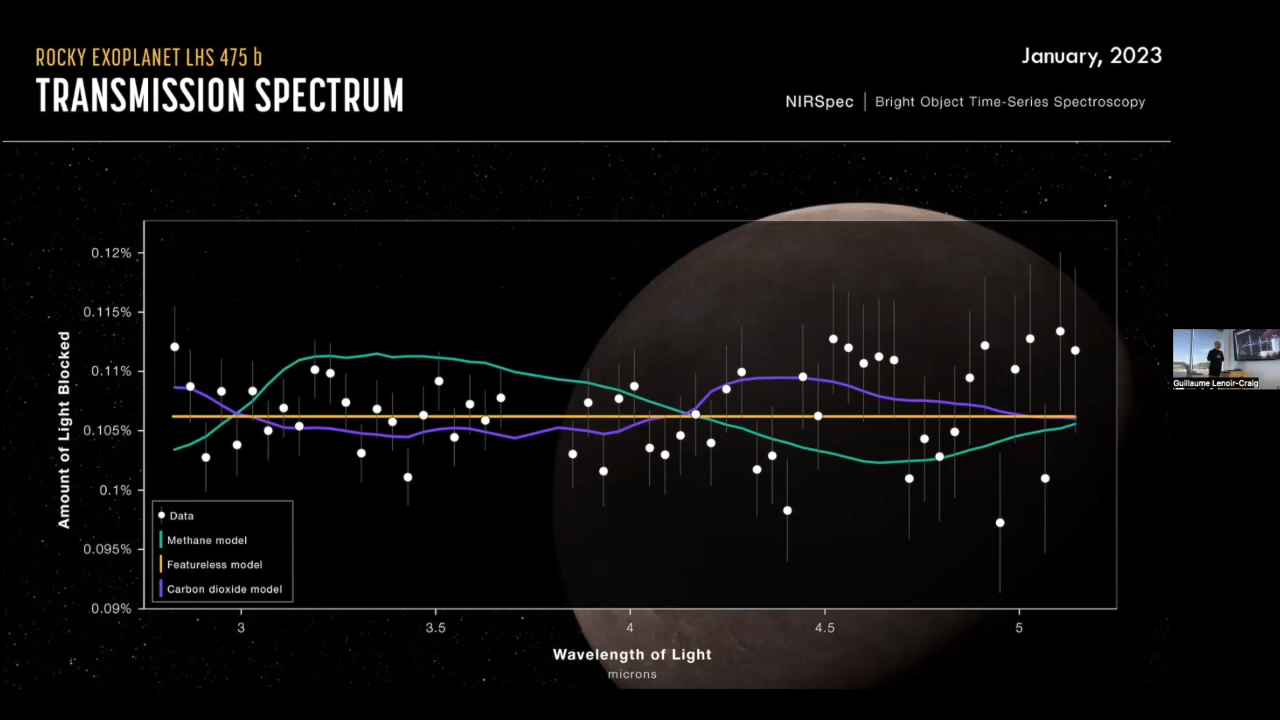 ROCKY EXOPLANET LHS 475 b
TRANSMISSION SPECTRUM
January, 2023
NIRSpec | Bright Object Time-Series Spectroscopy
Amount of Light Blocked
0.12%
0.115%
0.11%
0.105%
0.1%
0.095%
0.09%
Data
Methane model
Featureless model
Carbon dioxide model
3
3.5
4
4.5
5
Wavelength of Light
microns
Guillaume Lenoir-Craig